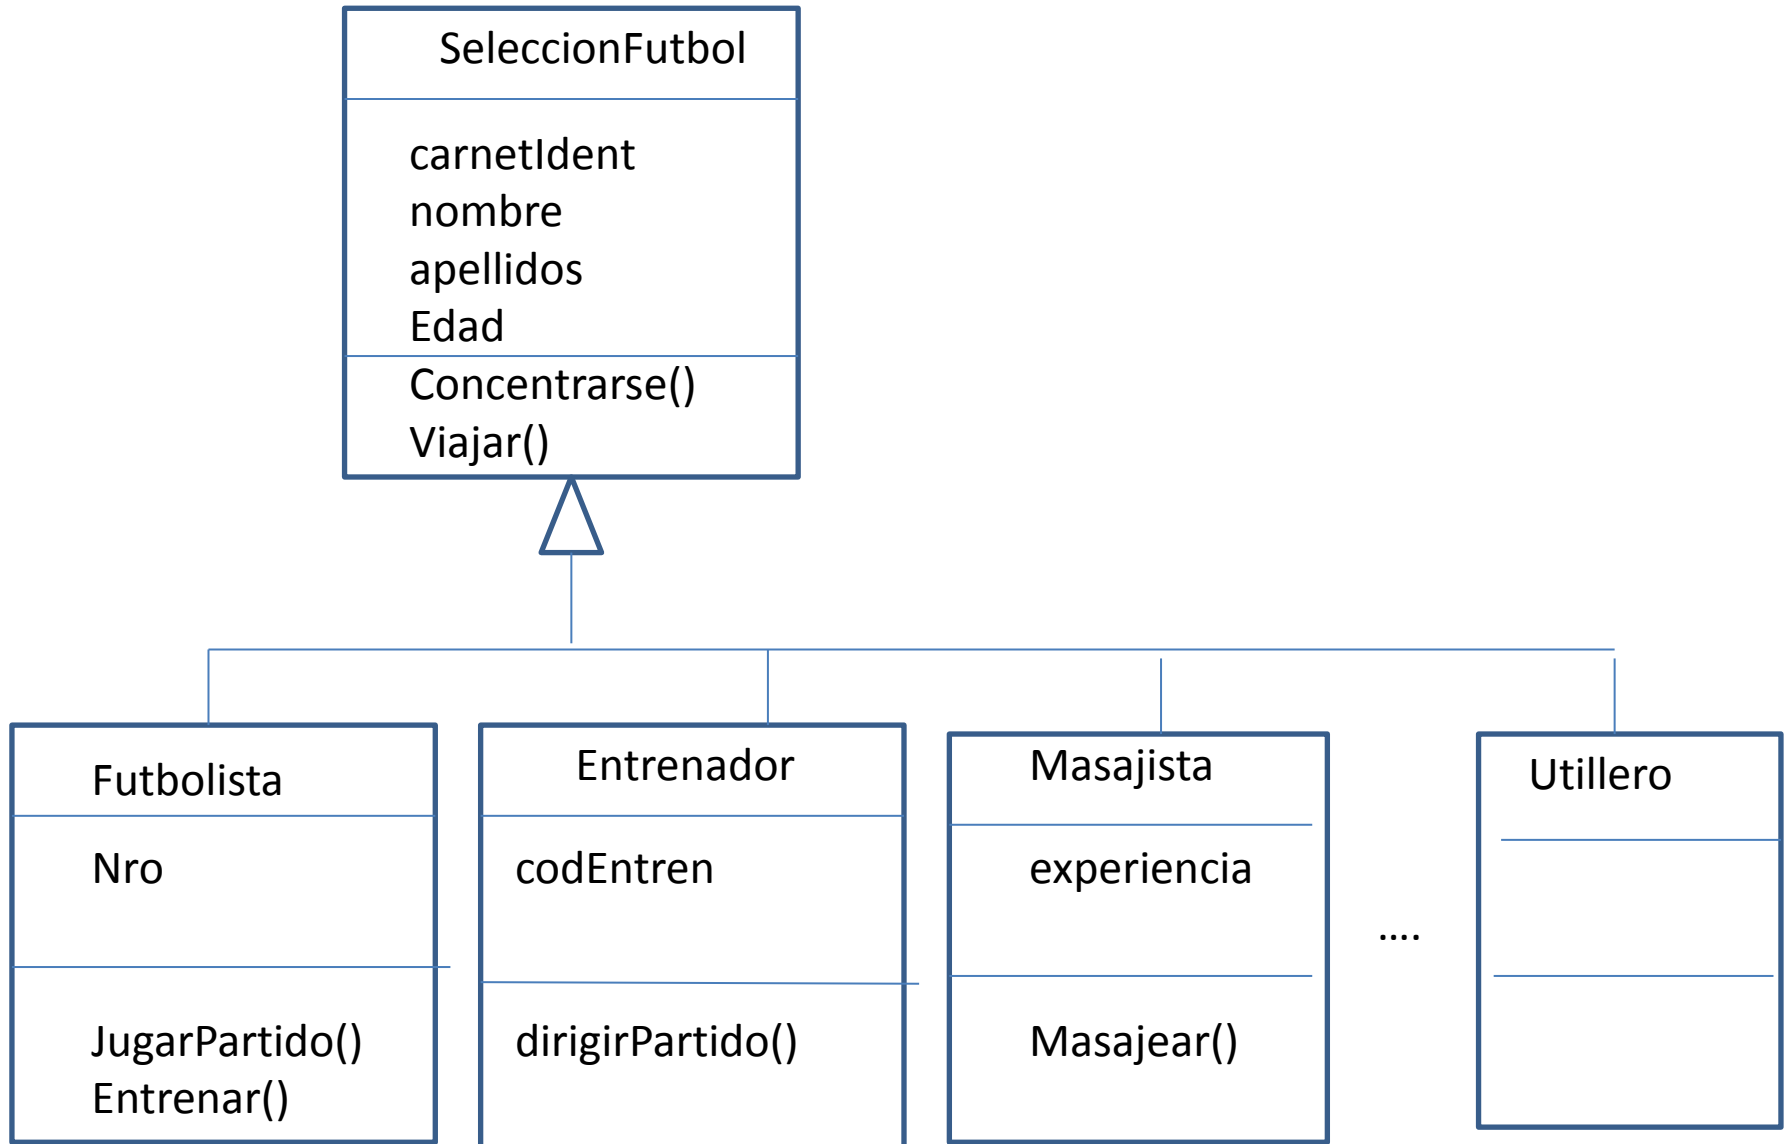 SeleccionFutbol
carnetIdent
nombre
apellidos
Edad
Concentrarse()
Viajar()
Futbolista
Nro
JugarPartido()
Entrenar()
Entrenador
codEntren
dirigirPartido()
Masajista
experiencia
Masajear()
....
Utillero